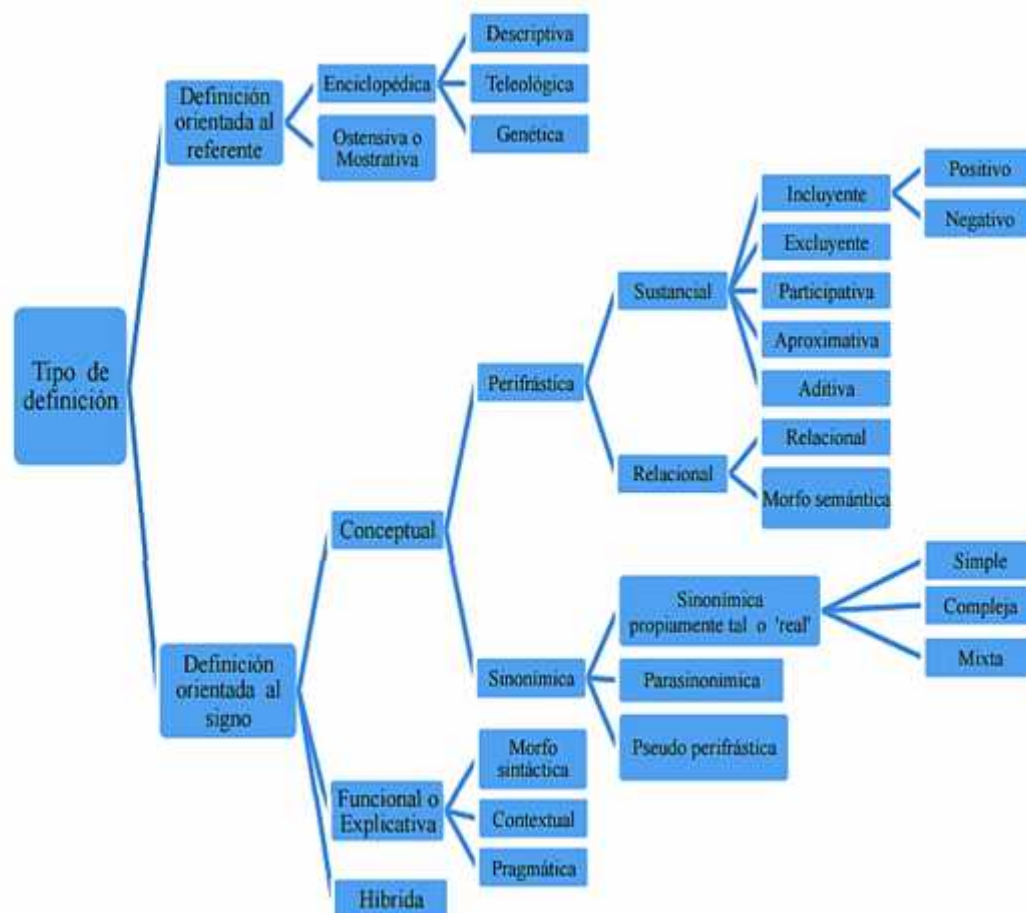 Tipo de
definición
Definición
orientada al
referente
Enciclopédica
Descriptiva
Teleológica
Genética
Ostensiva o
Mostrativa
Definición
orientada al
signo
Conceptual
Perifrástica
Sustancial
Incluyente
Positivo
Negativo
Excluyente
Participativa
Aproximativa
Aditiva
Relacional
Relacional
Morfo semántica
Sinonímica
Sinonímica
propiamente tal o 'real'
Simple
Compleja
Mixta
Parasinonimica
Pseudo perifrástica
Funcional o
Explicativa
Morfo
sintáctica
Contextual
Pragmática
Hibrida